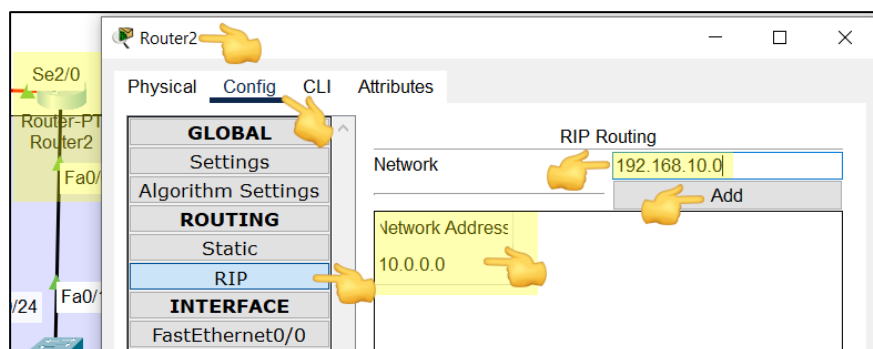 Router2
Physical Config CLI Attributes
Se2/0
Router-PT
Router2
Fa0/
/24
Fa0/1
GLOBAL
Settings
Algorithm Settings
ROUTING
Static
RIP
INTERFACE
FastEthernet0/0
RIP Routing
Network
192.168.10.0
Add
Network Address
10.0.0.0